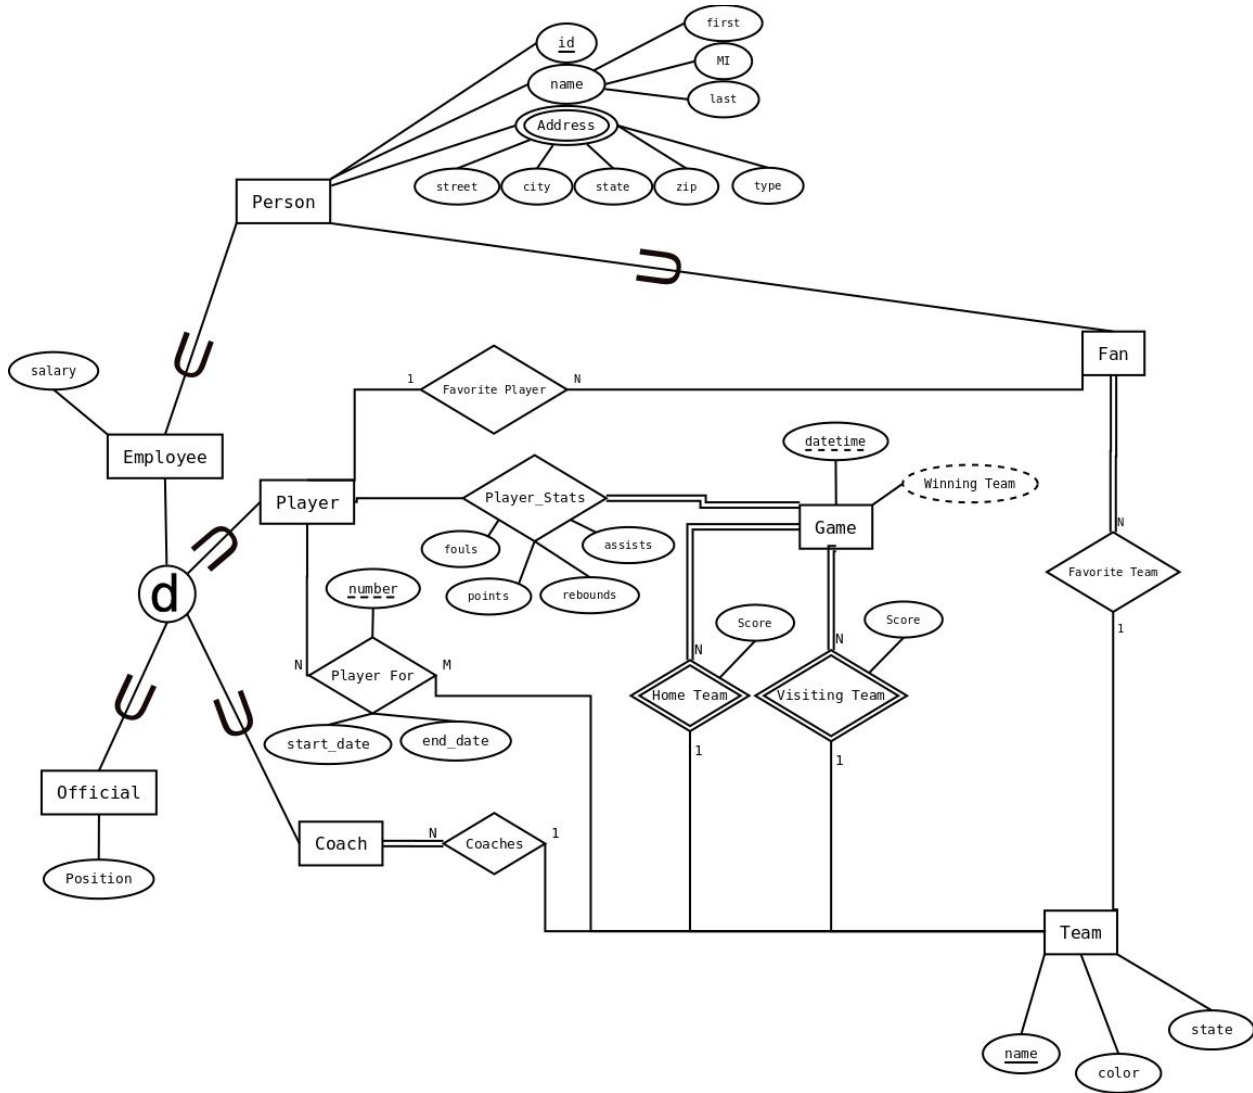 first
id
MI
name
last
Address
street
city
state
zip
type
Person
Fan
salary
1
Favorite Player
N
Employee
datetime
Winning Team
Player
Player_Stats
Game
fouls
assists
points
rebounds
N
Favorite Team
1
d
number
Score
Score
N
Player For
M
N
Home Team
1
N
Visiting Team
1
start_date
end_date
Official
Position
Coach
N
Coaches
1
Team
name
color
state